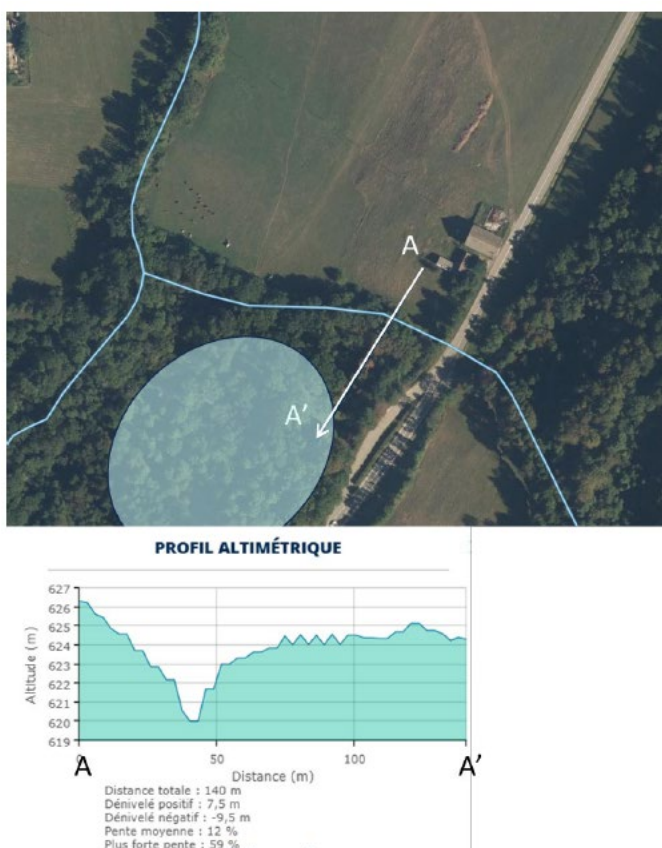 A
A'
PROFIL ALTIMÉTRIQUE
627
626
625
624
623
622
621
620
619
Altitude (m)
0 50 100
A A'
Distance (m)
Distance totale : 140 m
Dénivelé positif : 7,5 m
Dénivelé négatif : -9,5 m
Pente moyenne : 12 %
Plus forte pente : 59 %